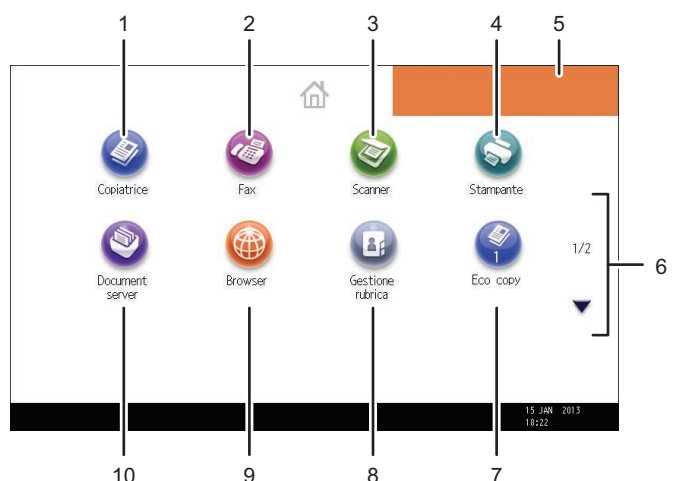 1 2 3 4 5
Copiatrice Fax Scanner Stampante
1/2
6
1
Document server Browser Gestione rubrica Eco copy
15 JAN 2013
18:22
10 9 8 7